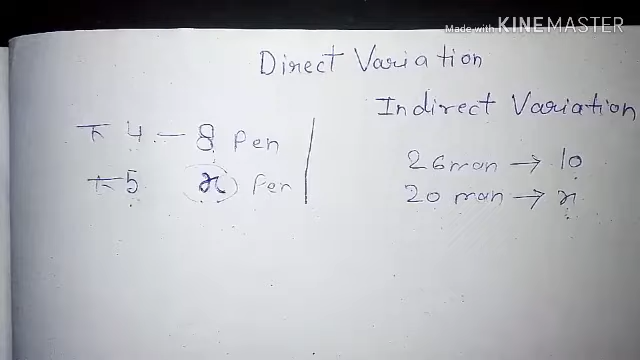 Made with KINEMASTER
Direct Variation
Indirect Variation
₹ 4 — 8 Pen
₹ 5 x Pen
26 man → 10
20 man → x